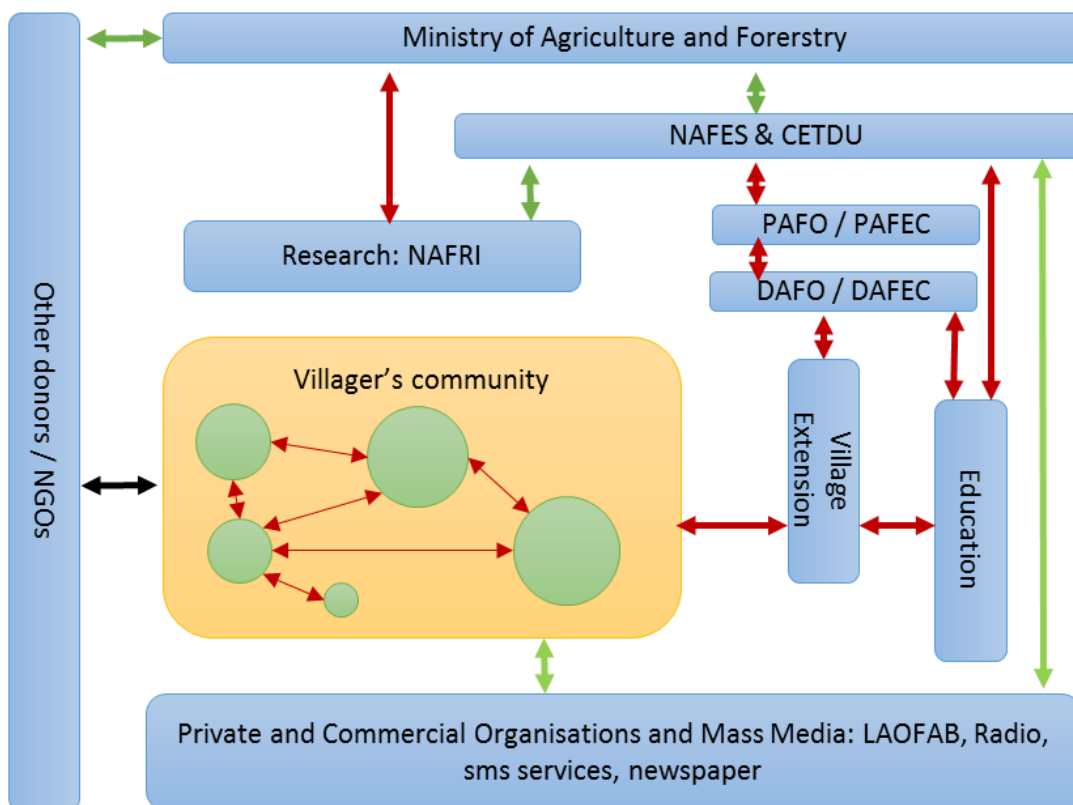 Ministry of Agriculture and Forerstry
NAFES & CETDU
PAFO / PAFEC
Research: NAFRI
DAFO / DAFEC
Other donors / NGOs
Villager’s community
Village
Extension
Education
Private and Commercial Organisations and Mass Media: LAOFAB, Radio,
sms services, newspaper